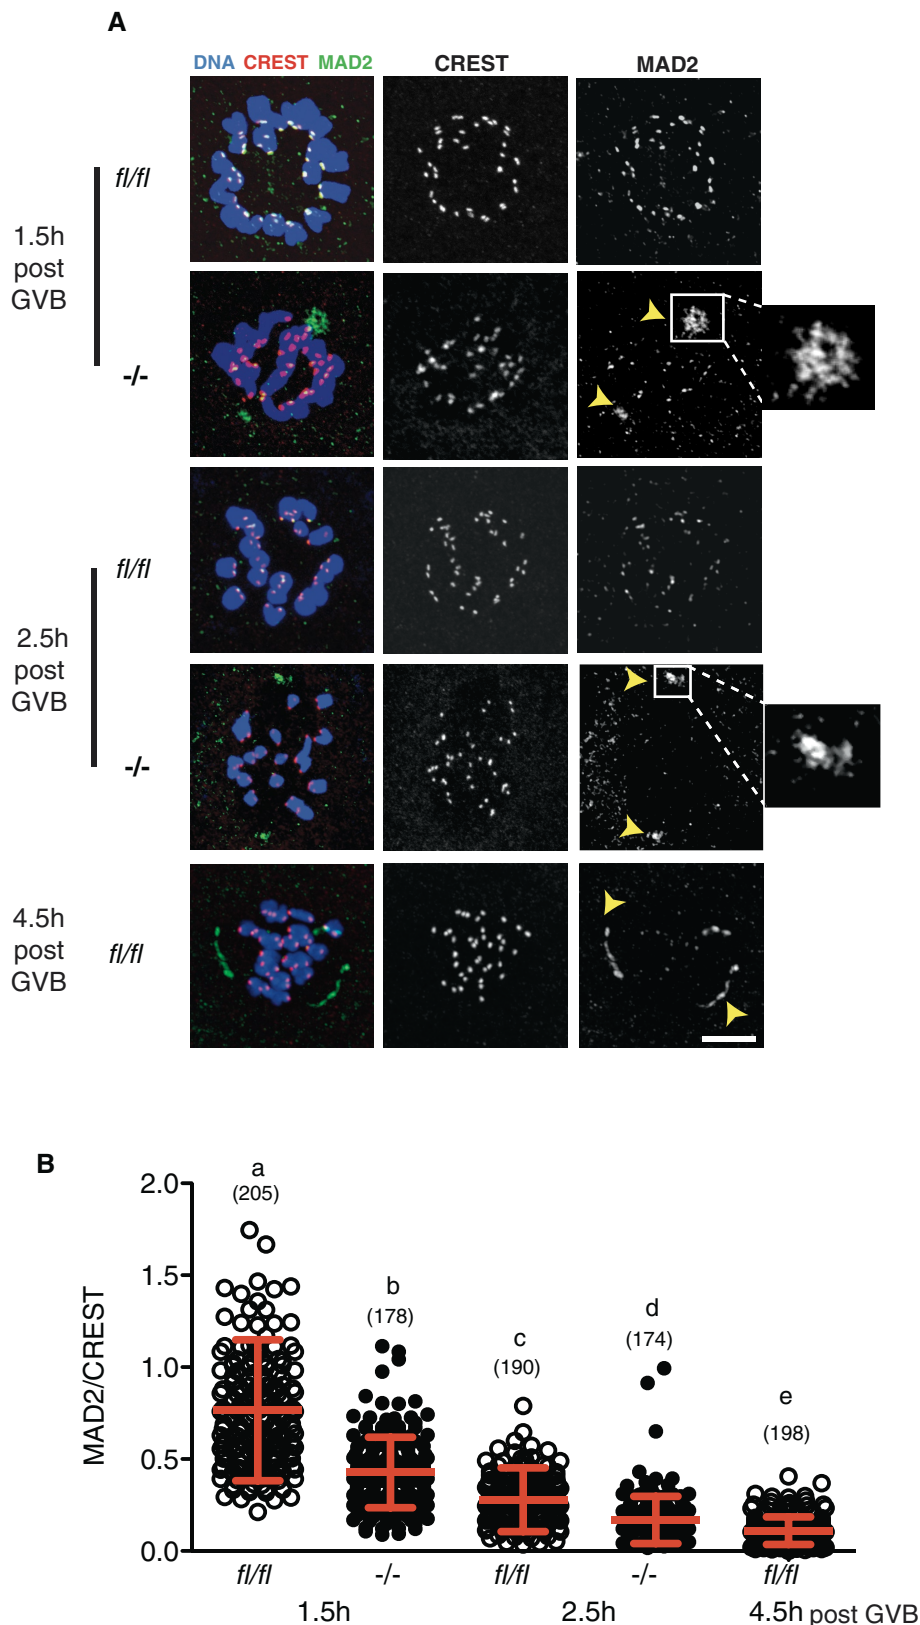 A
DNA CREST MAD2
CREST
MAD2
fl/fl
1.5h
post
GVB
-/-
fl/fl
2.5h
post
GVB
-/-
4.5h
post
GVB
fl/fl
B
MAD2/CREST
2.0
1.5
1.0
0.5
0.0
a
(205)
b
(178)
c
(190)
d
(174)
e
(198)
fl/fl -/- fl/fl -/- fl/fl
1.5h 2.5h 4.5h post GVB